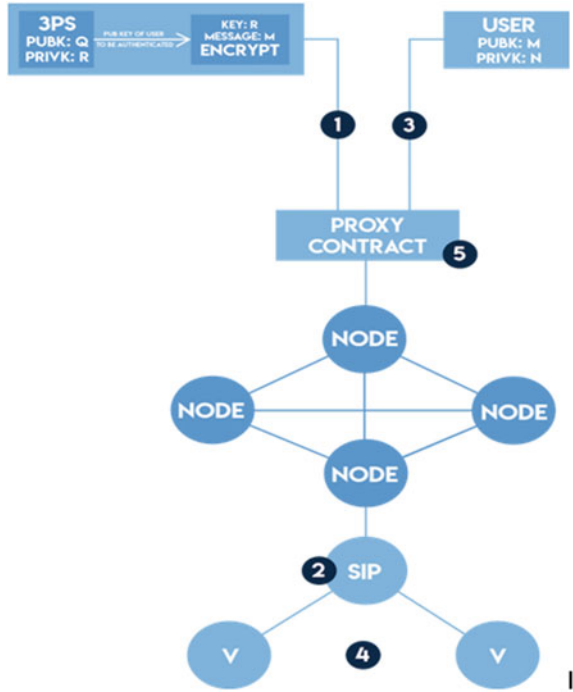 3PS
PUBK: Q
PRIVK: R
PUB KEY OF USER
TO BE AUTHENTICATED
KEY: R
MESSAGE: M
ENCRYPT
USER
PUBK: M
PRIVK: N
1
3
PROXY
CONTRACT
5
NODE
NODE
NODE
NODE
2
SIP
V
4
V